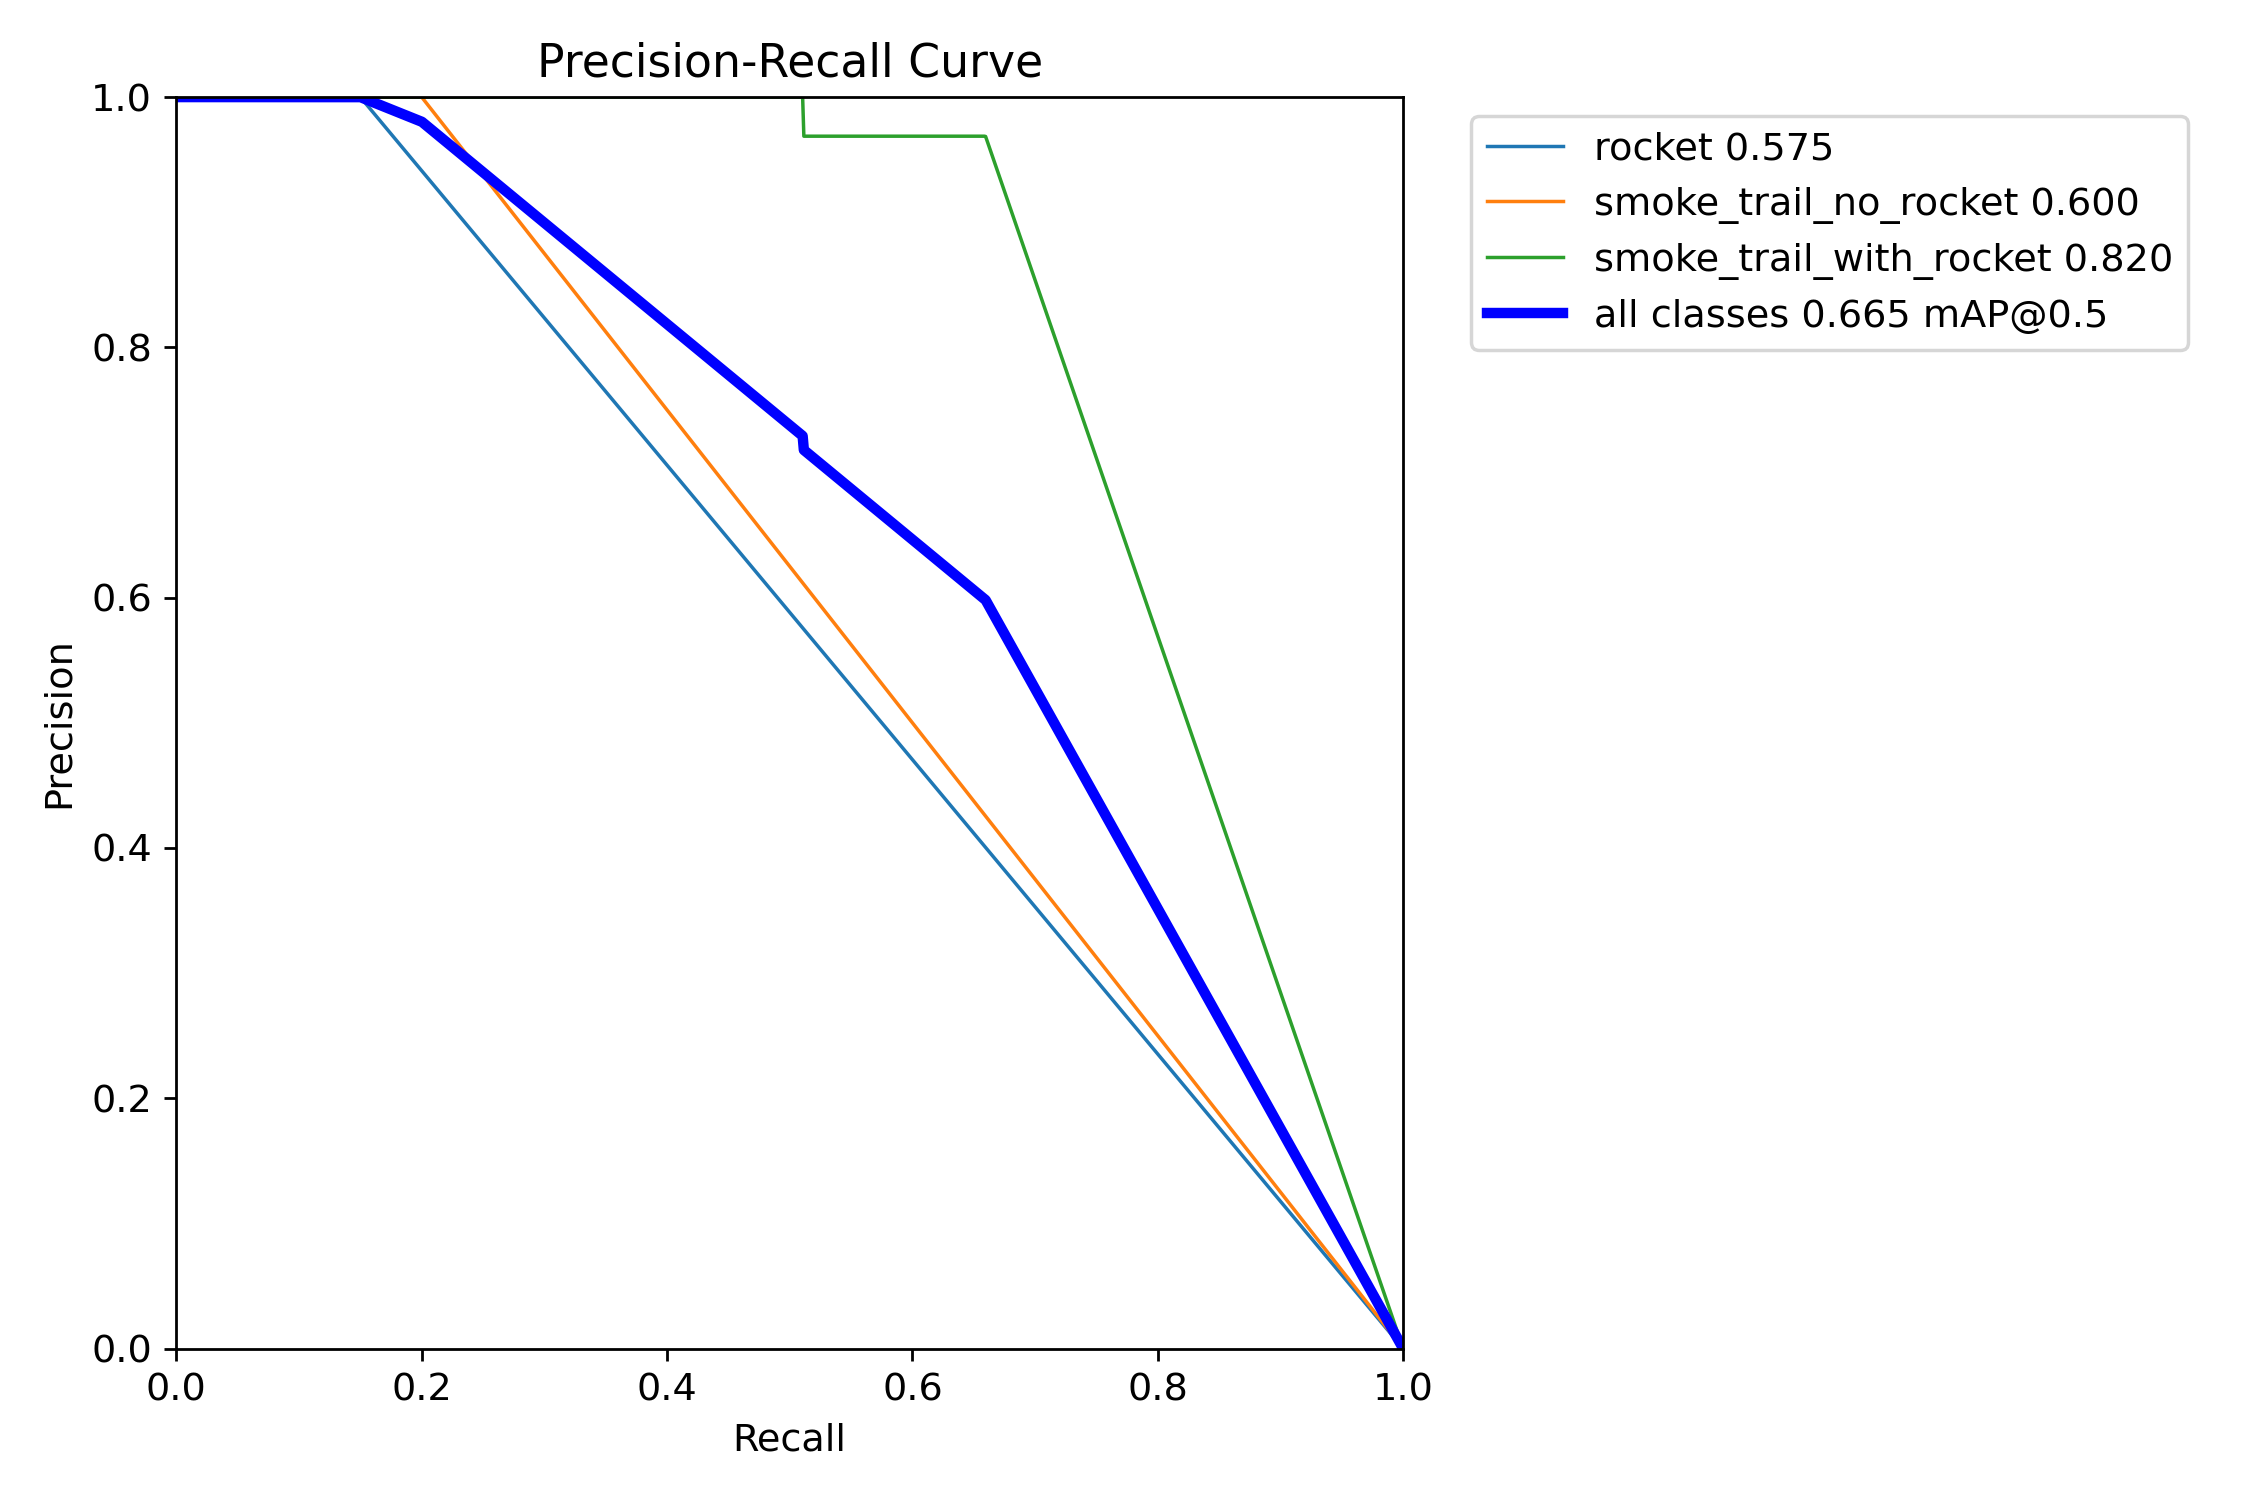 Precision-Recall Curve
rocket 0.575
smoke_trail_no_rocket 0.600
smoke_trail_with_rocket 0.820
all classes 0.665 mAP@0.5
Precision
1.0
0.8
0.6
0.4
0.2
0.0
0.0 0.2 0.4 0.6 0.8 1.0
Recall